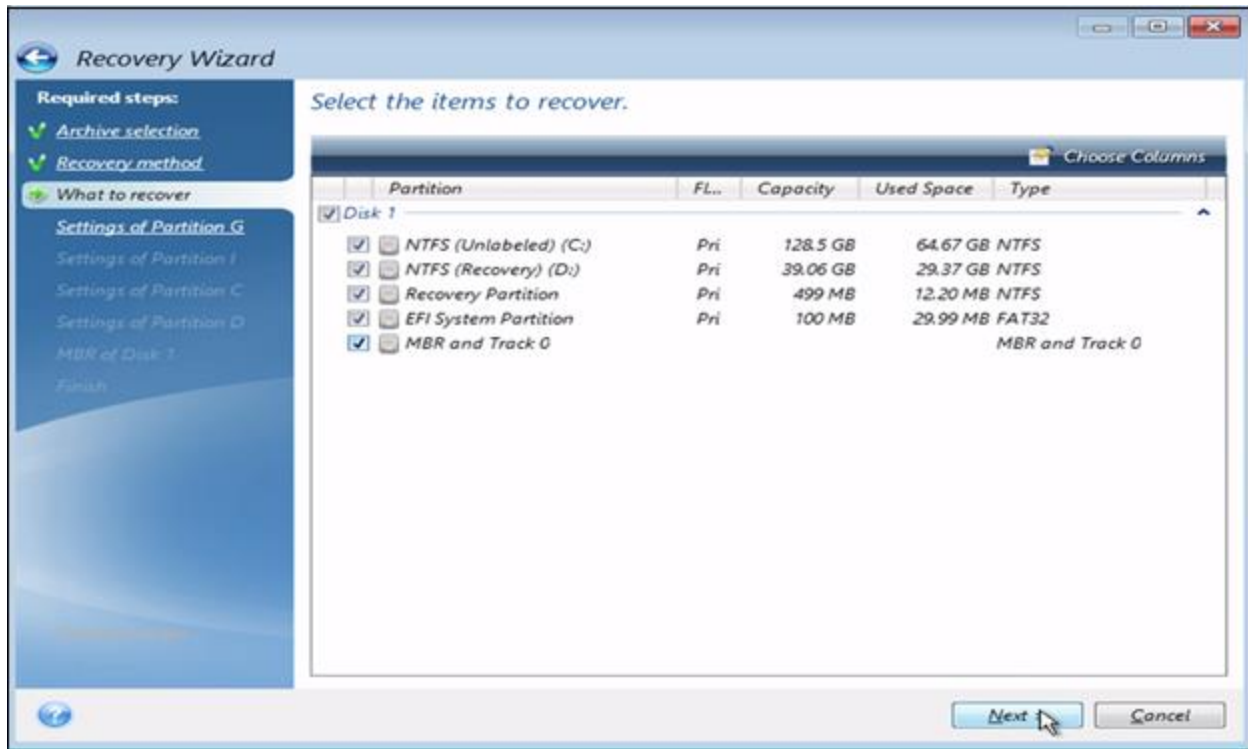 Recovery Wizard
Required steps:
Archive selection
Recovery method
What to recover
Settings of Partition G
Settings of Partition I
Settings of Partition C
Settings of Partition D
MBR of Disk 1
Finish
Select the items to recover.
Choose Columns
Partition FL... Capacity Used Space Type
Disk 1
NTFS (Unlabeled) (C:) Pri 128.5 GB 64.67 GB NTFS
NTFS (Recovery) (D:) Pri 39.06 GB 29.37 GB NTFS
Recovery Partition Pri 499 MB 12.20 MB NTFS
EFI System Partition Pri 100 MB 29.99 MB FAT32
MBR and Track 0 MBR and Track 0
Next Cancel